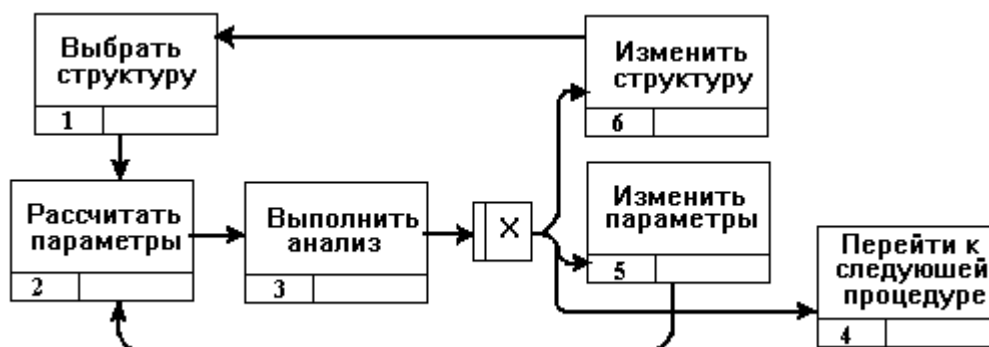 Выбрать
структуру
1
Изменить
структуру
6
Рассчитать
параметры
2
Выполнить
анализ
3
X
Изменить
параметры
5
Перейти к
следуюшей
процедуре
4